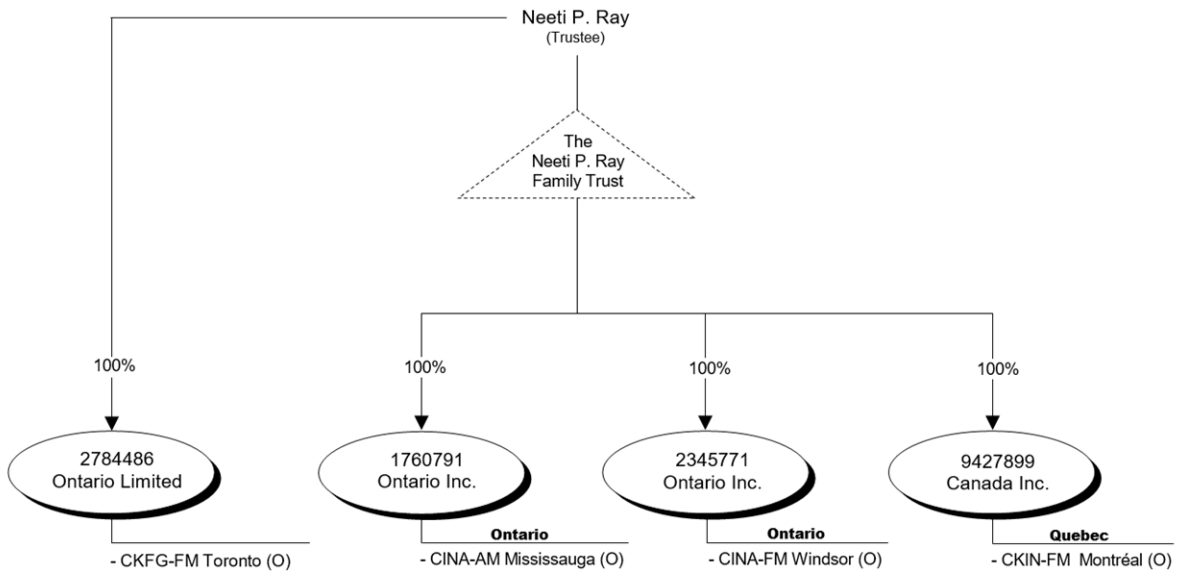 Neeti P. Ray
(Trustee)
The
Neeti P. Ray
Family Trust
100%
100%
100%
100%
2784486
Ontario Limited
1760791
Ontario Inc.
2345771
Ontario Inc.
9427899
Canada Inc.
- CKFG-FM Toronto (O)
Ontario
- CINA-AM Mississauga (O)
Ontario
- CINA-FM Windsor (O)
Quebec
- CKIN-FM Montréal (O)